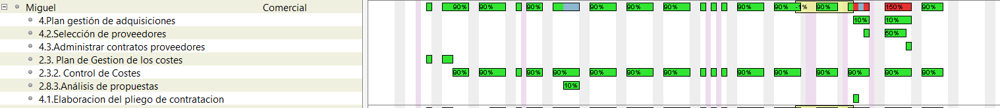 Miguel Comercial 90% 90% 90% 90% 90% 90% 90% 90% -1% 90% 150% 90%
4.Plan gestión de adquisiciones 10% 10%
4.2.Selección de proveedores 50%
4.3.Administrar contratos proveedores
2.3. Plan de Gestion de los costes
2.3.2. Control de Costes 90% 90% 90% 90% 90% 90% 90% 90% 90% 90% 90% 90% 90%
2.8.3.Análisis de propuestas 10%
4.1.Elaboracion del pliego de contratacion